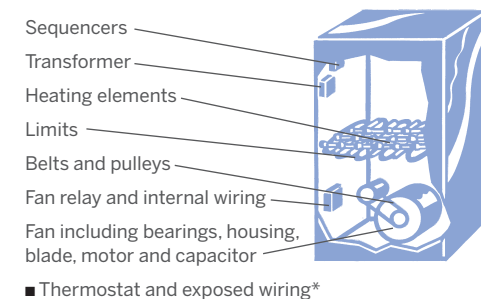 Sequencers
Transformer
Heating elements
Limits
Belts and pulleys
Fan relay and internal wiring
Fan including bearings, housing,
blade, motor and capacitor
■ Thermostat and exposed wiring*